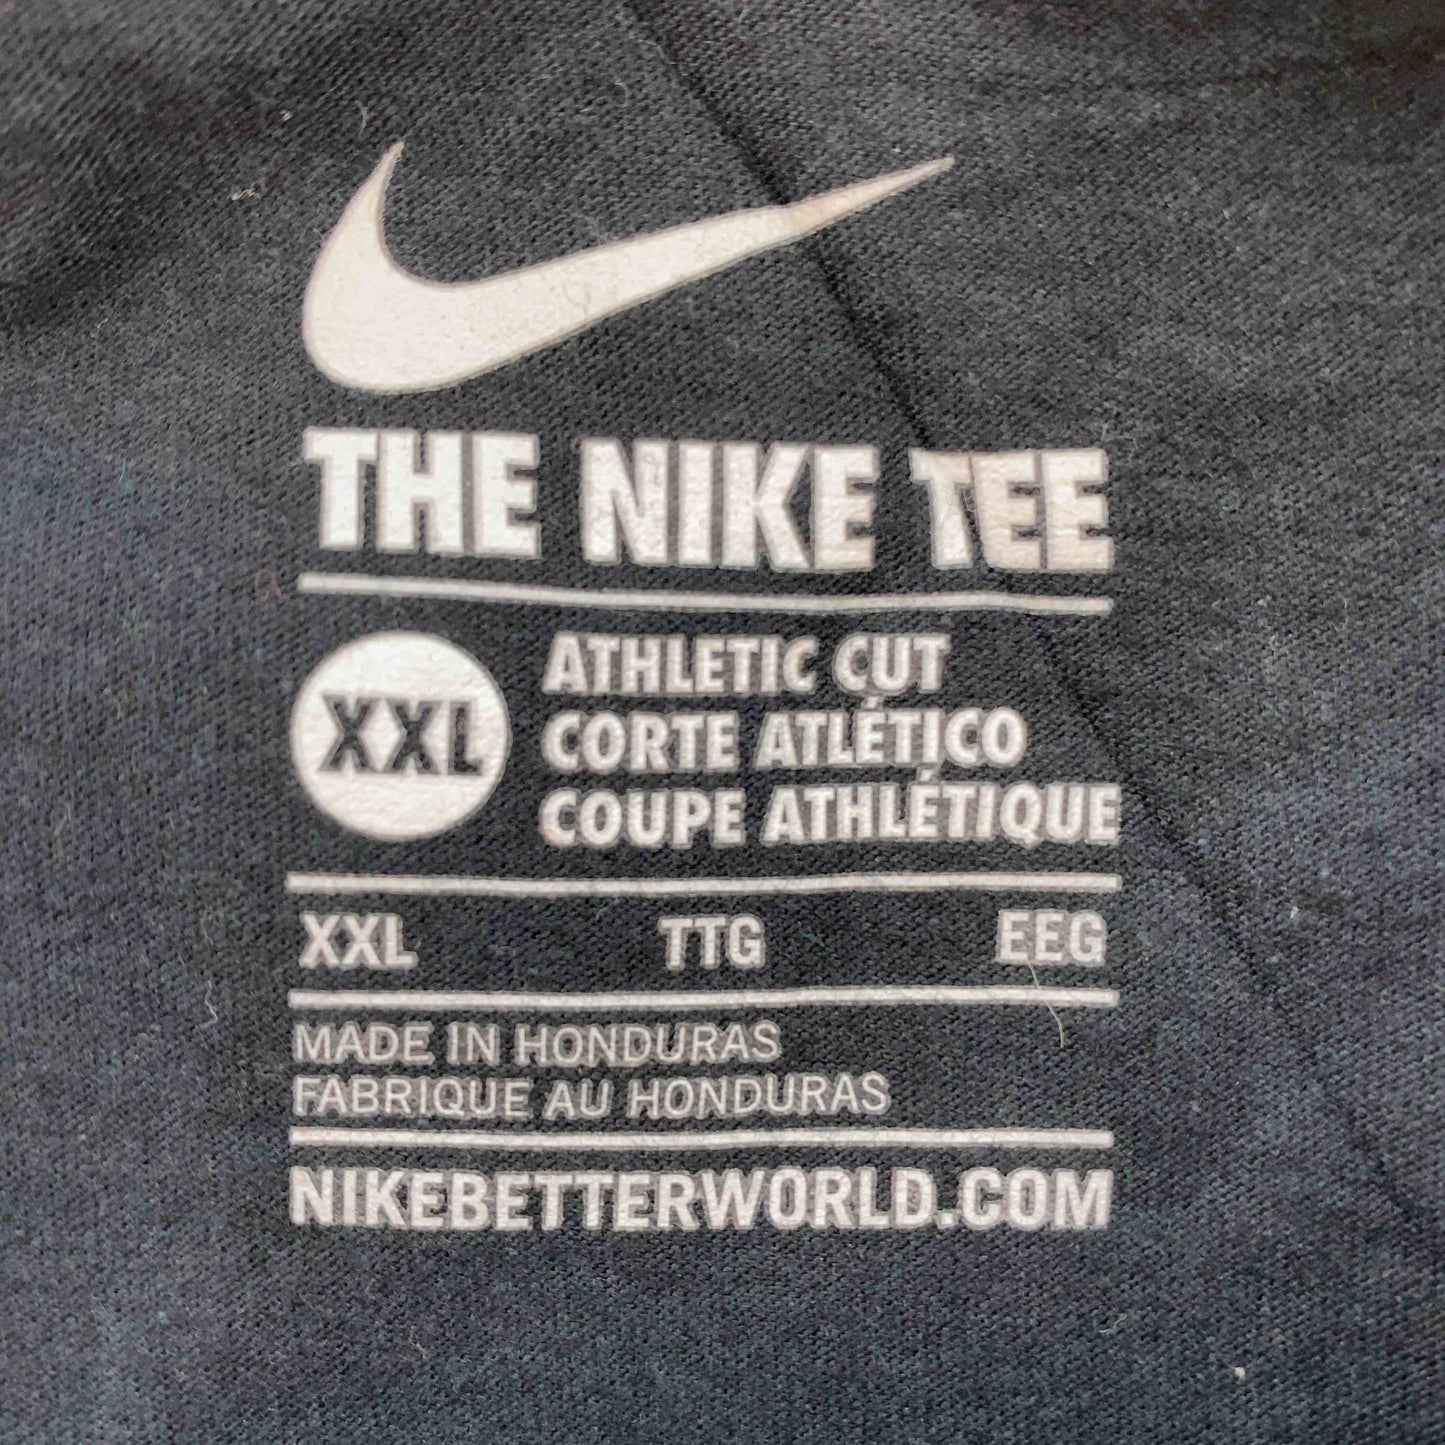 THE NIKE TEE
XXL
ATHLETIC CUT
CORTE ATLÉTICO
COUPE ATHLÉTIQUE
XXL TTG EEG
MADE IN HONDURAS
FABRIQUE AU HONDURAS
NIKEBETTERWORLD.COM